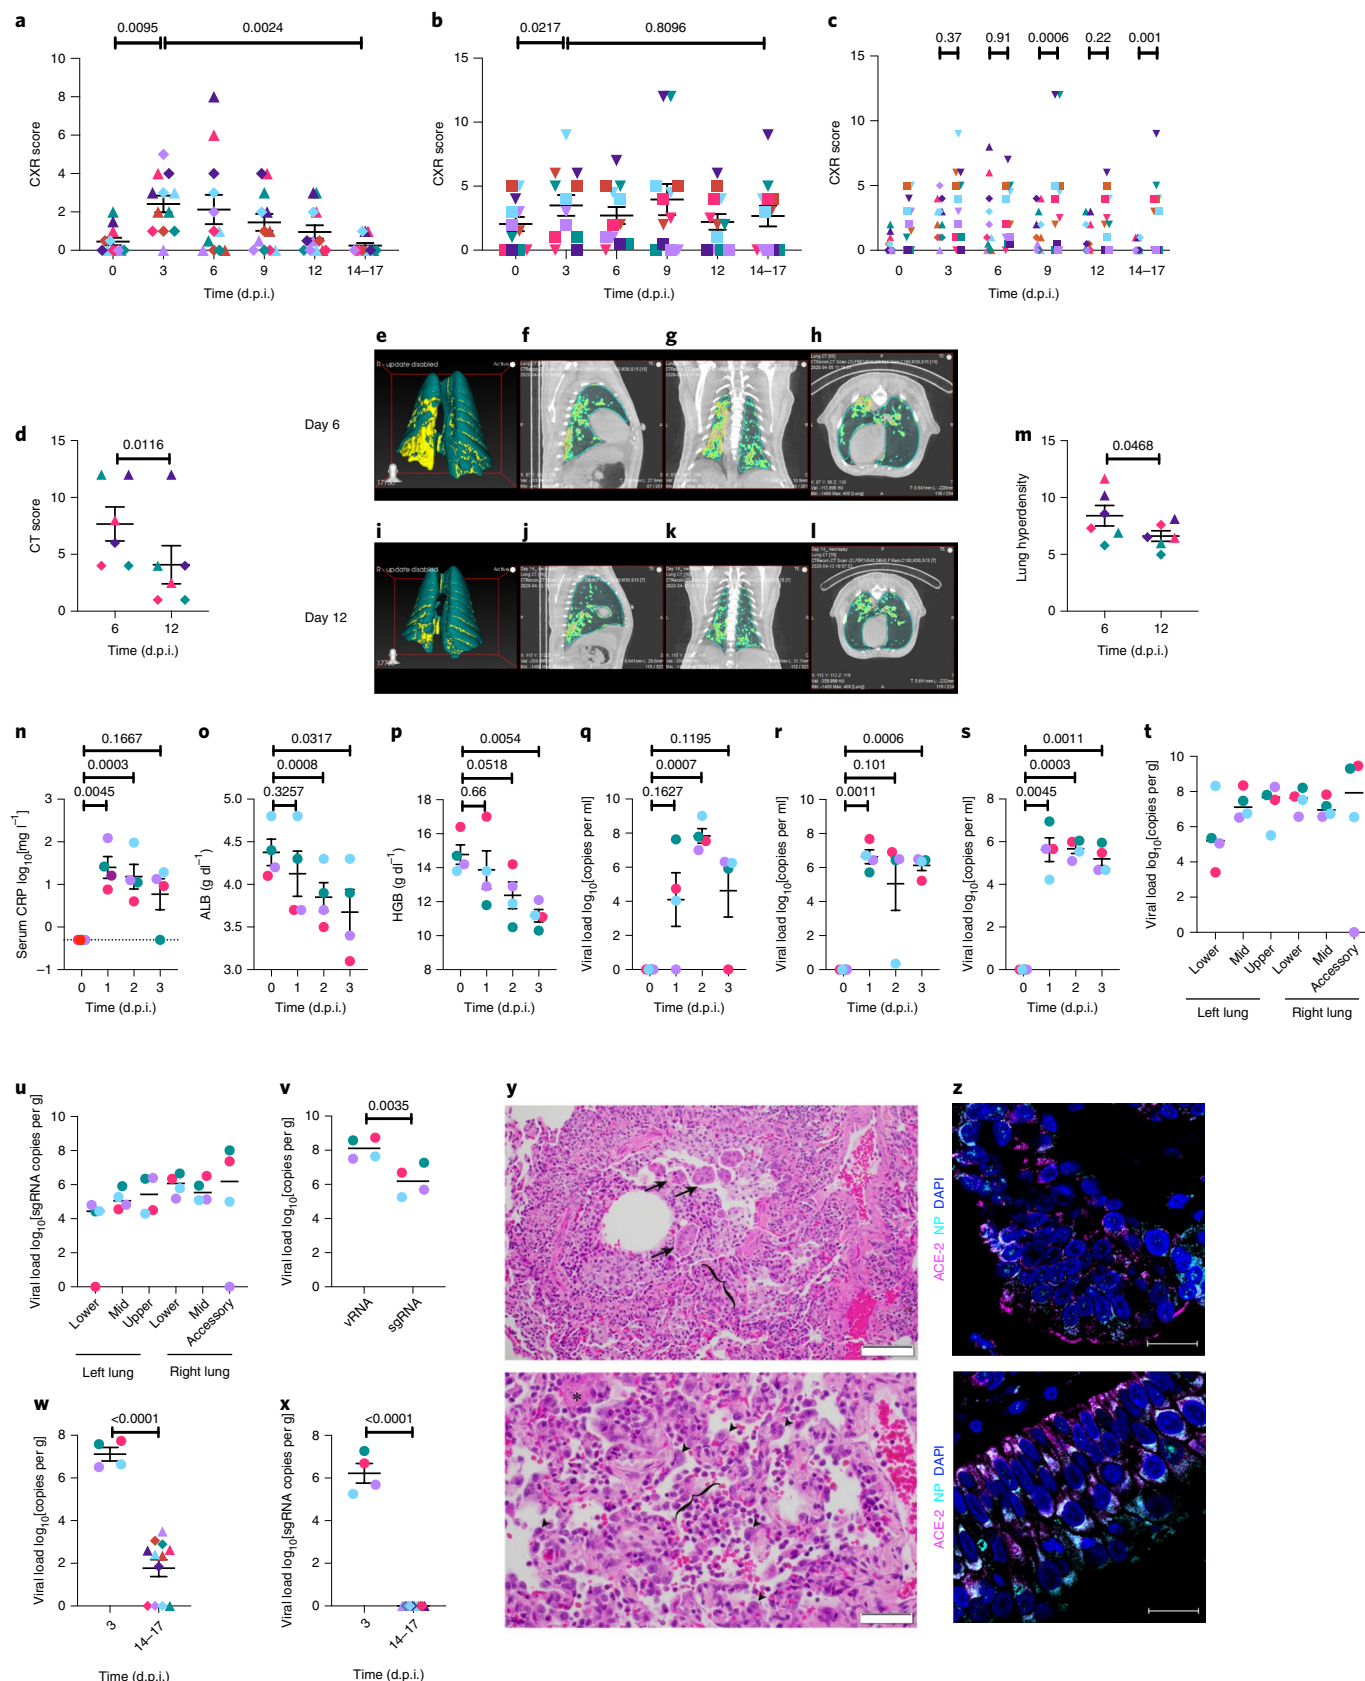 a
0.0095
0.0024
10
8
6
4
2
0
CXR score
0 3 6 9 12 14–17
Time (d.p.i.)
b
0.0217
0.8096
15
10
5
0
CXR score
0 3 6 9 12 14–17
Time (d.p.i.)
c
0.37 0.91 0.0006 0.22 0.001
15
10
5
0
CXR score
0 3 6 9 12 14–17
Time (d.p.i.)
d
0.0116
15
10
5
0
CT score
6 12
Time (d.p.i.)
e f g h
Day 6
R - update disabled
Active
i j k l
Day 12
R - update disabled
Active
m
0.0468
15
10
5
0
Lung hyperdensity
6 12
Time (d.p.i.)
n
0.1667
0.0003
0.0045
3
2
1
0
–1
Serum CRP log10[mg l–1]
0 1 2 3
Time (d.p.i.)
o
0.0317
0.0008
0.3257
5.0
4.5
4.0
3.5
3.0
ALB (g dl–1)
0 1 2 3
Time (d.p.i.)
p
0.0054
0.0518
0.66
18
16
14
12
10
8
HGB (g dl–1)
0 1 2 3
Time (d.p.i.)
q
0.1195
0.0007
0.1627
10
8
6
4
2
0
Viral load log10[copies per ml]
0 1 2 3
Time (d.p.i.)
r
0.0006
0.101
0.0011
10
8
6
4
2
0
Viral load log10[copies per ml]
0 1 2 3
Time (d.p.i.)
s
0.0011
0.0003
0.0045
8
6
4
2
0
Viral load log10[copies per ml]
0 1 2 3
Time (d.p.i.)
t
10
8
6
4
2
0
Viral load log10[copies per g]
Lower Mid Upper Lower Mid Accessory
Left lung Right lung
u
10
8
6
4
2
0
Viral load log10[sgRNA copies per g]
Lower Mid Upper Lower Mid Accessory
Left lung Right lung
v
0.0035
10
8
6
4
2
0
Viral load log10[copies per g]
vRNA sgRNA
w
<0.0001
8
6
4
2
0
Viral load log10[copies per g]
3 14–17
Time (d.p.i.)
x
<0.0001
8
6
4
2
0
Viral load log10[sgRNA copies per g]
3 14–17
Time (d.p.i.)
y
*
z
ACE-2 NP DAPI
ACE-2 NP DAPI